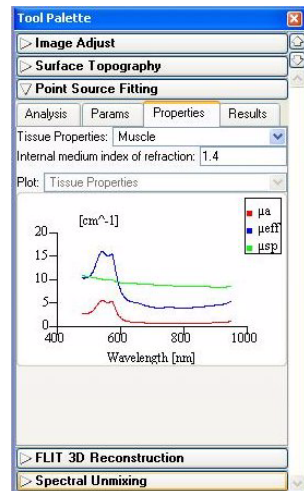 Tool Palette
Image Adjust
Surface Topography
Point Source Fitting
Analysis Params Properties Results
Tissue Properties: Muscle
Internal medium index of refraction: 1.4
Plot: Tissue Properties
[cm^-1]
μa
μeff
μsp
20
15
10
5
0
400 600 800 1000
Wavelength [nm]
FLIT 3D Reconstruction
Spectral Unmixing